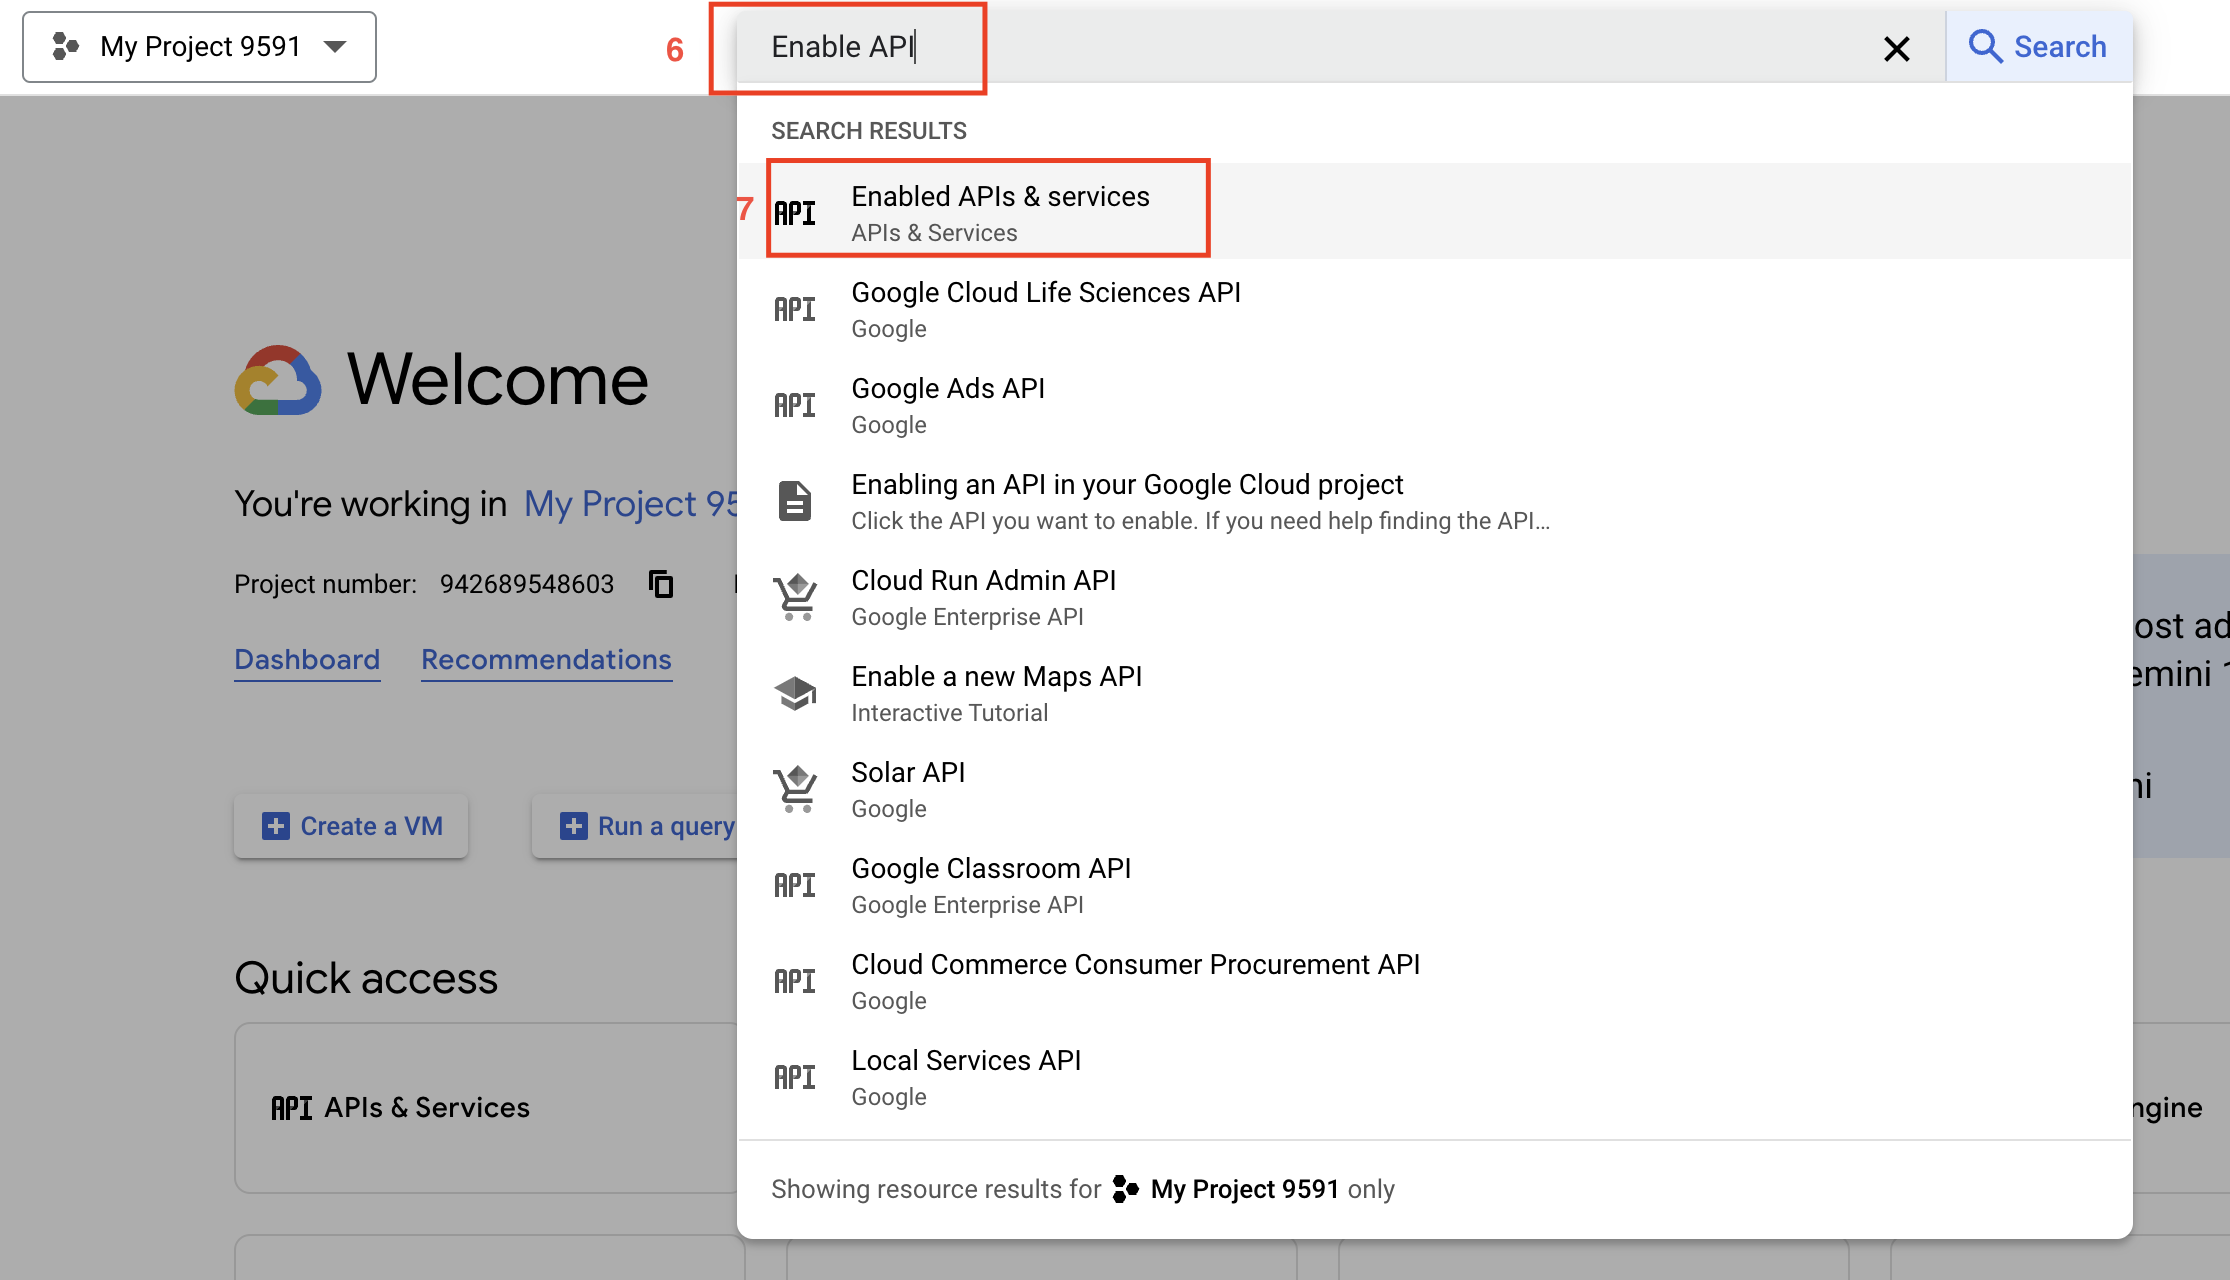 My Project 9591
6
Enable API
Search
SEARCH RESULTS
7
API
Enabled APIs & services
APIs & Services
API
Google Cloud Life Sciences API
Google
API
Google Ads API
Google
Enabling an API in your Google Cloud project
Click the API you want to enable. If you need help finding the API...
Cloud Run Admin API
Google Enterprise API
Enable a new Maps API
Interactive Tutorial
Solar API
Google
API
Google Classroom API
Google Enterprise API
API
Cloud Commerce Consumer Procurement API
Google
API
Local Services API
Google
Showing resource results for My Project 9591 only
Welcome
You're working in My Project 95
Project number: 942689548603
Dashboard Recommendations
Create a VM
Run a query
Quick access
API APIs & Services
ost ad
emini
ni
ngine